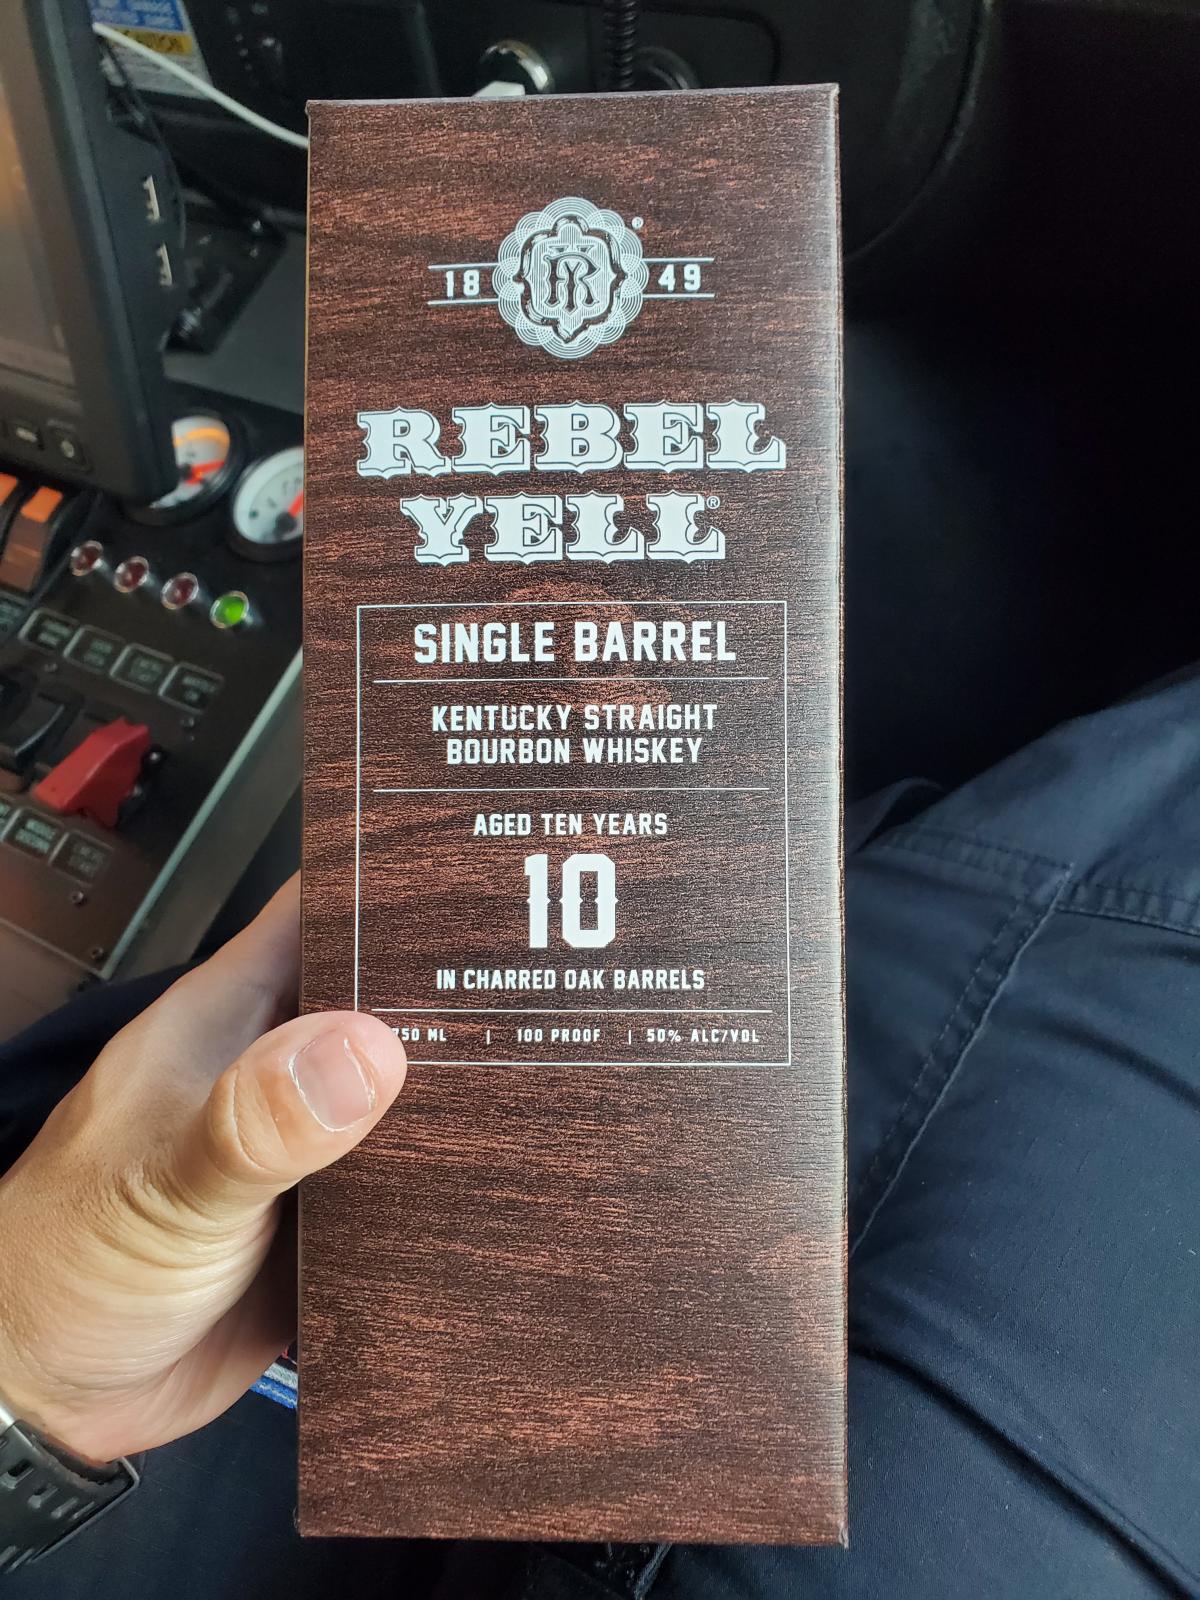 CAUTION
18 49
REBEL
YELL
SINGLE BARREL
KENTUCKY STRAIGHT
BOURBON WHISKEY
AGED TEN YEARS
10
IN CHARRED OAK BARRELS
750 ML | 100 PROOF | 50% ALC/VOL